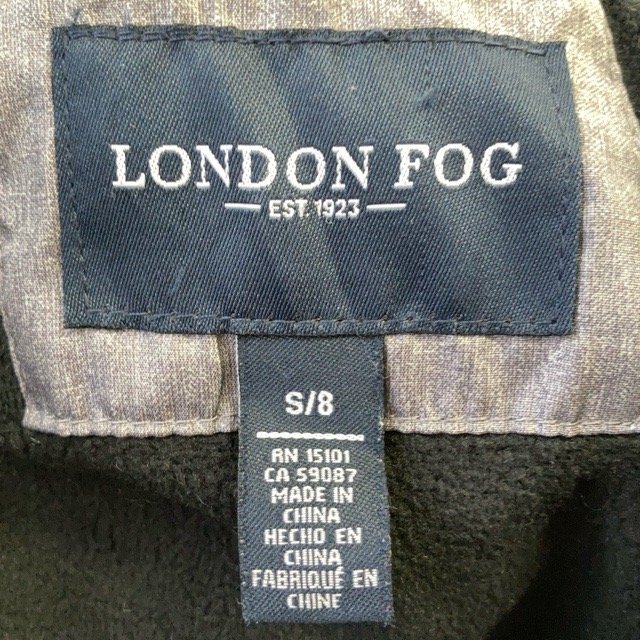 LONDON FOG
EST. 1923
S/8
RN 15101
CA 59087
MADE IN
CHINA
HECHO EN
CHINA
FABRIQUÉ EN
CHINE